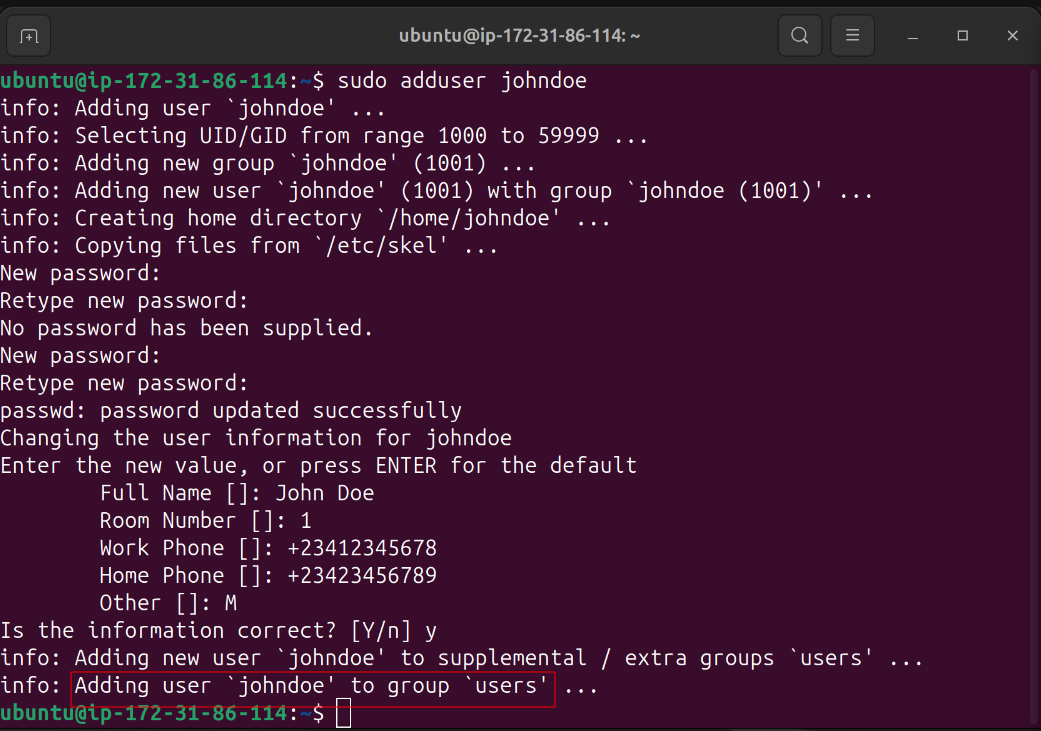 ubuntu@ip-172-31-86-114: ~
ubuntu@ip-172-31-86-114:~$ sudo adduser johndoe
info: Adding user `johndoe' ...
info: Selecting UID/GID from range 1000 to 59999 ...
info: Adding new group `johndoe' (1001) ...
info: Adding new user `johndoe' (1001) with group `johndoe (1001)' ...
info: Creating home directory `/home/johndoe' ...
info: Copying files from `/etc/skel' ...
New password:
Retype new password:
No password has been supplied.
New password:
Retype new password:
passwd: password updated successfully
Changing the user information for johndoe
Enter the new value, or press ENTER for the default
        Full Name []: John Doe
        Room Number []: 1
        Work Phone []: +23412345678
        Home Phone []: +23423456789
        Other []: M
Is the information correct? [Y/n] y
info: Adding new user `johndoe' to supplemental / extra groups `users' ...
info: Adding user `johndoe' to group `users' ...
ubuntu@ip-172-31-86-114:~$